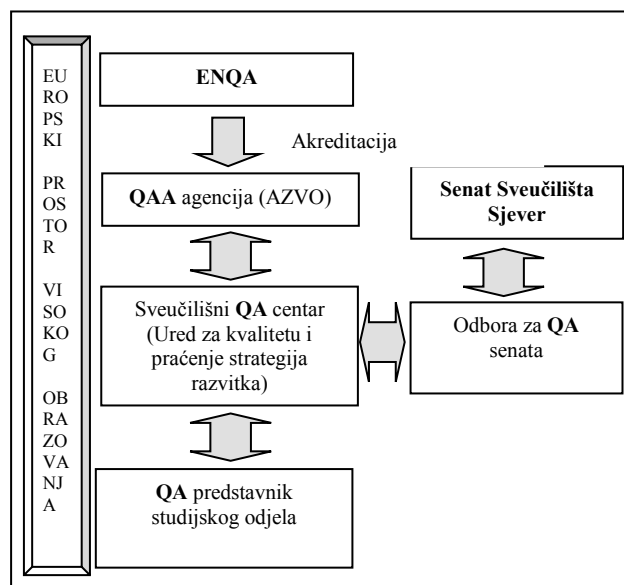 EU
ROPS
KI
PR
OS
TO
R
VI
SO
KO
G
OB
RA
ZO
VA
NJ
A
ENQA
Akreditacija
QAA agencija (AZVO)
Senat Sveučilišta
Sjever
Sveučilišni QA centar
(Ured za kvalitetu i
praćenje strategija
razvitka)
Odbora za QA
senata
QA predstavnik
studijskog odjela